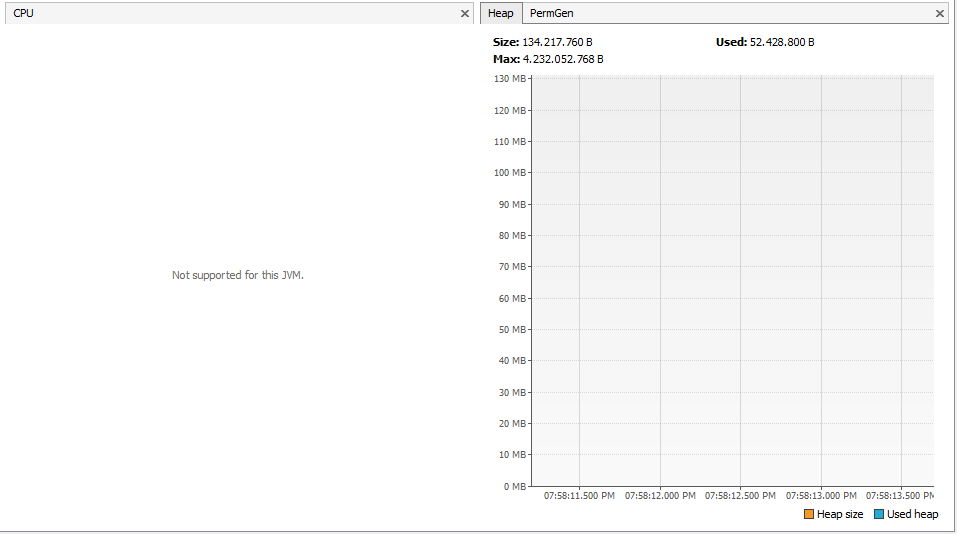 CPU
Heap PermGen
Size: 134.217.760 B Used: 52.428.800 B
Max: 4.232.052.768 B
130 MB
120 MB
110 MB
100 MB
90 MB
80 MB
70 MB
60 MB
50 MB
40 MB
30 MB
20 MB
10 MB
0 MB
Not supported for this JVM.
07:58:11.500 PM 07:58:12.000 PM 07:58:12.500 PM 07:58:13.000 PM 07:58:13.500 PM
Heap size Used heap